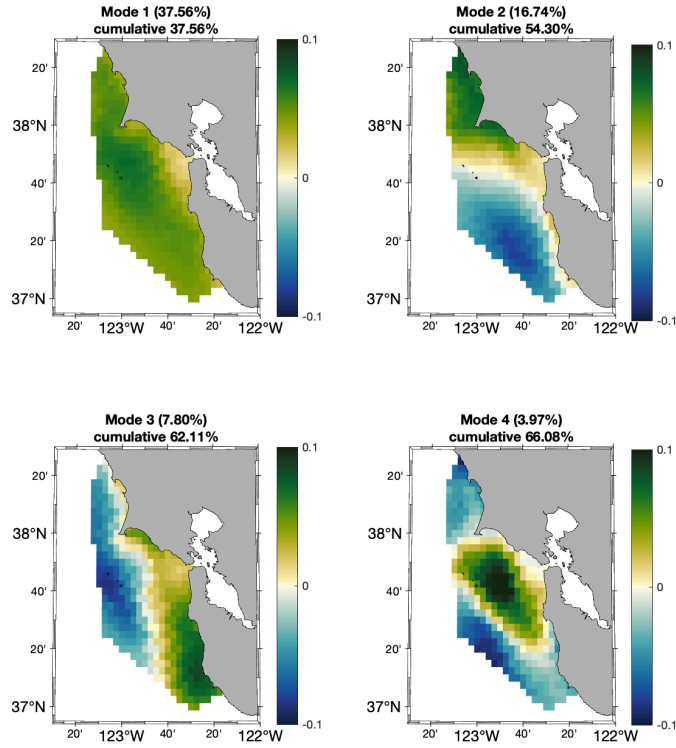 Mode 1 (37.56%)
cumulative 37.56%
0.1
0
-0.1
20'
38°N
40'
20'
37°N
20'
123°W
40'
20'
122°W
Mode 2 (16.74%)
cumulative 54.30%
0.1
0
-0.1
20'
38°N
40'
20'
37°N
20'
123°W
40'
20'
122°W
Mode 3 (7.80%)
cumulative 62.11%
0.1
0
-0.1
20'
38°N
40'
20'
37°N
20'
123°W
40'
20'
122°W
Mode 4 (3.97%)
cumulative 66.08%
0.1
0
-0.1
20'
38°N
40'
20'
37°N
20'
123°W
40'
20'
122°W